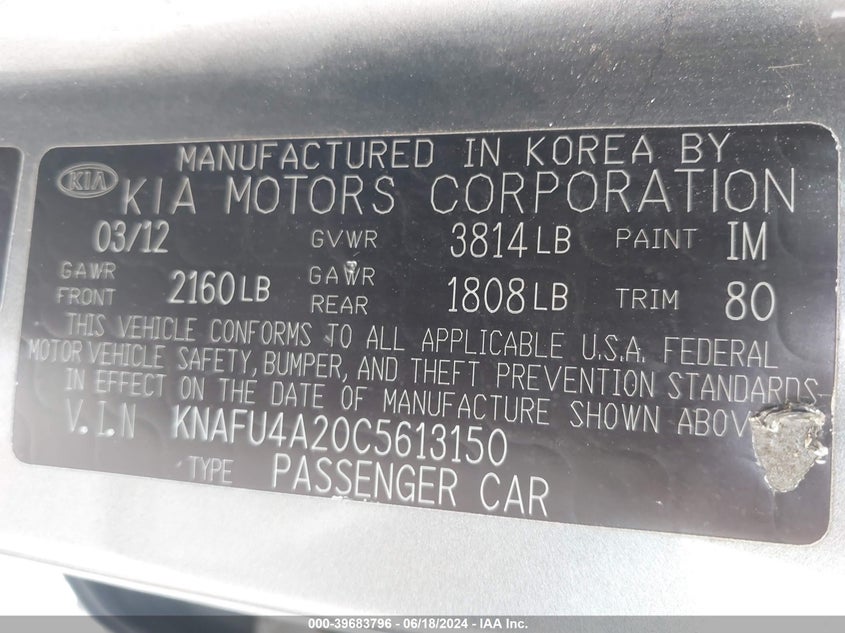 MANUFACTURED IN KOREA BY
KIA KIA MOTORS CORPORATION
03/12 GVWR 3814 LB PAINT IM
GAWR FRONT 2160 LB GAWR REAR 1808 LB TRIM 80
THIS VEHICLE CONFORMS TO ALL APPLICABLE U.S.A. FEDERAL
MOTOR VEHICLE SAFETY, BUMPER, AND THEFT PREVENTION STANDARDS
IN EFFECT ON THE DATE OF MANUFACTURE SHOWN ABOV
V.I.N KNAFU4A20C5613150
TYPE PASSENGER CAR
000-39683796 - 06/18/2024 - IAA Inc.